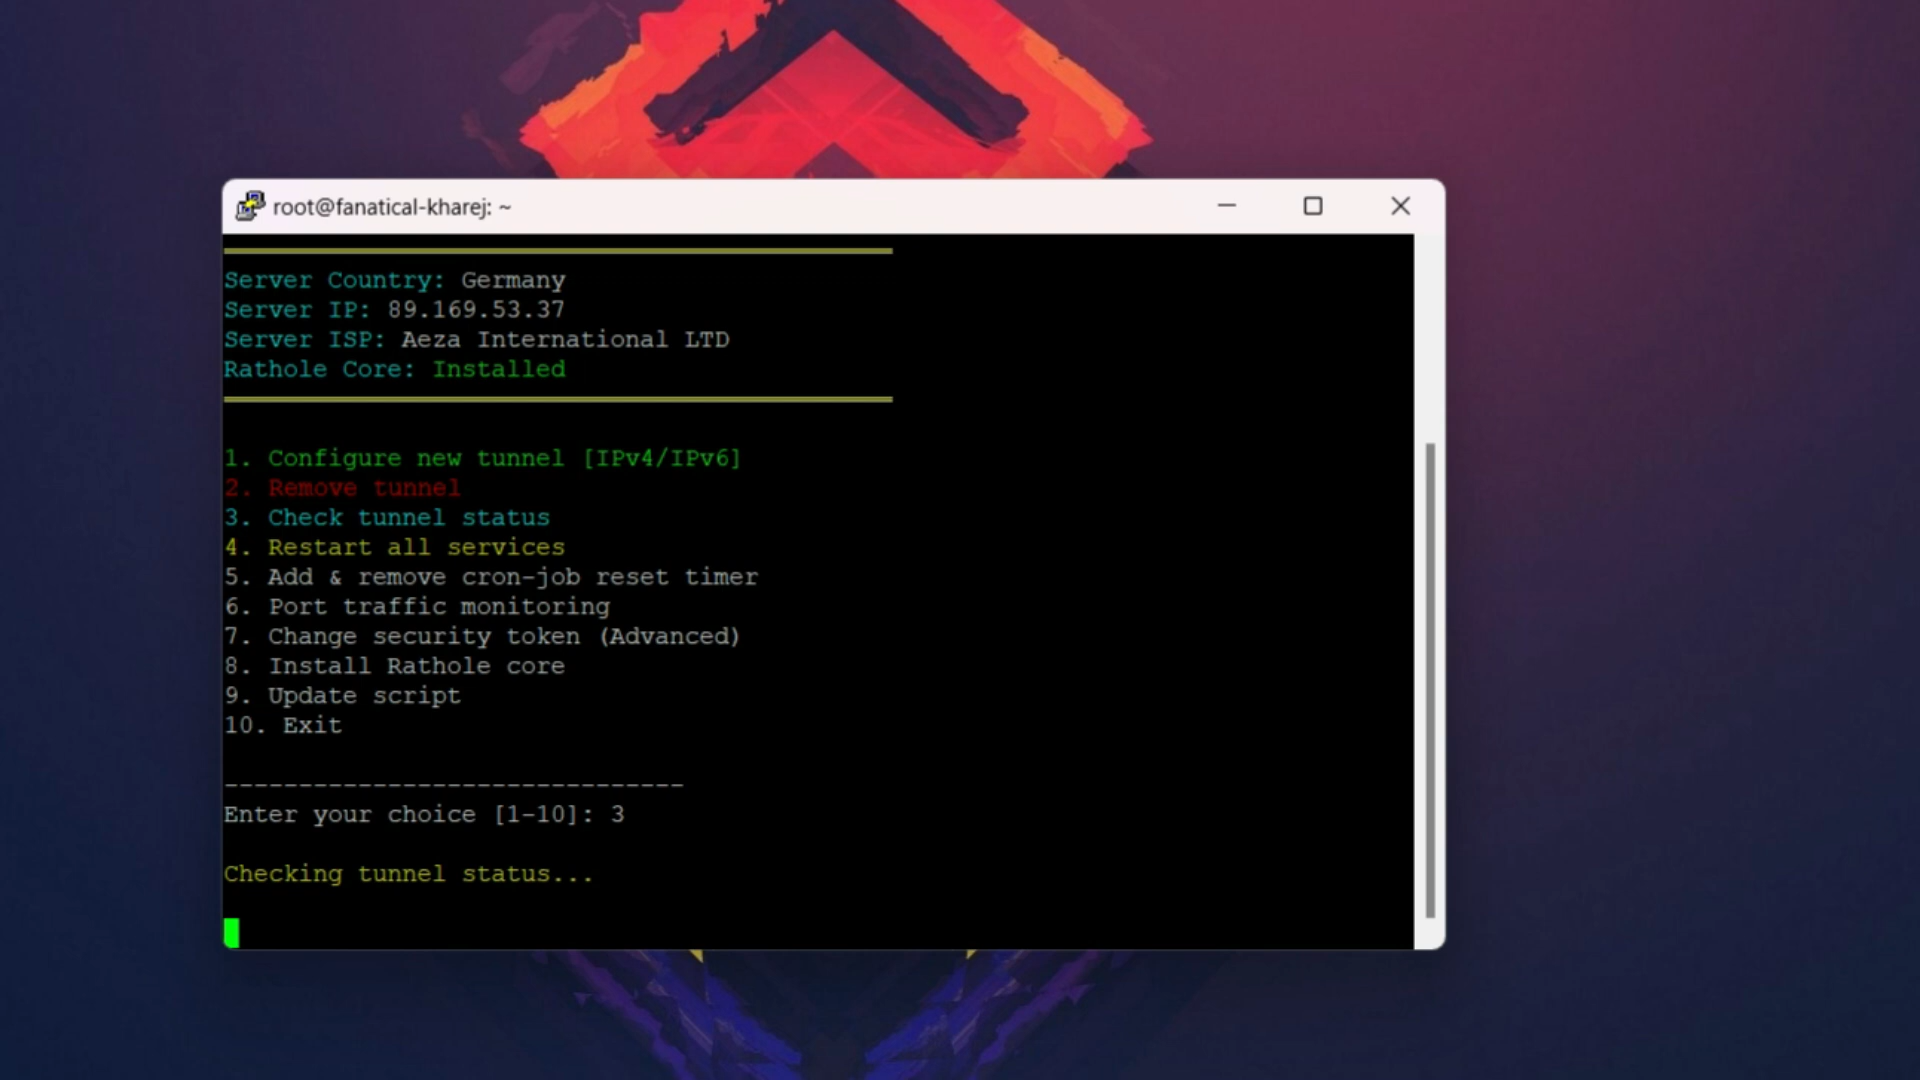 root@fanatical-kharej: ~
Server Country: Germany
Server IP: 89.169.53.37
Server ISP: Aeza International LTD
Rathole Core: Installed
1. Configure new tunnel [IPv4/IPv6]
2. Remove tunnel
3. Check tunnel status
4. Restart all services
5. Add & remove cron-job reset timer
6. Port traffic monitoring
7. Change security token (Advanced)
8. Install Rathole core
9. Update script
10. Exit
-------------------------------
Enter your choice [1-10]: 3
Checking tunnel status...